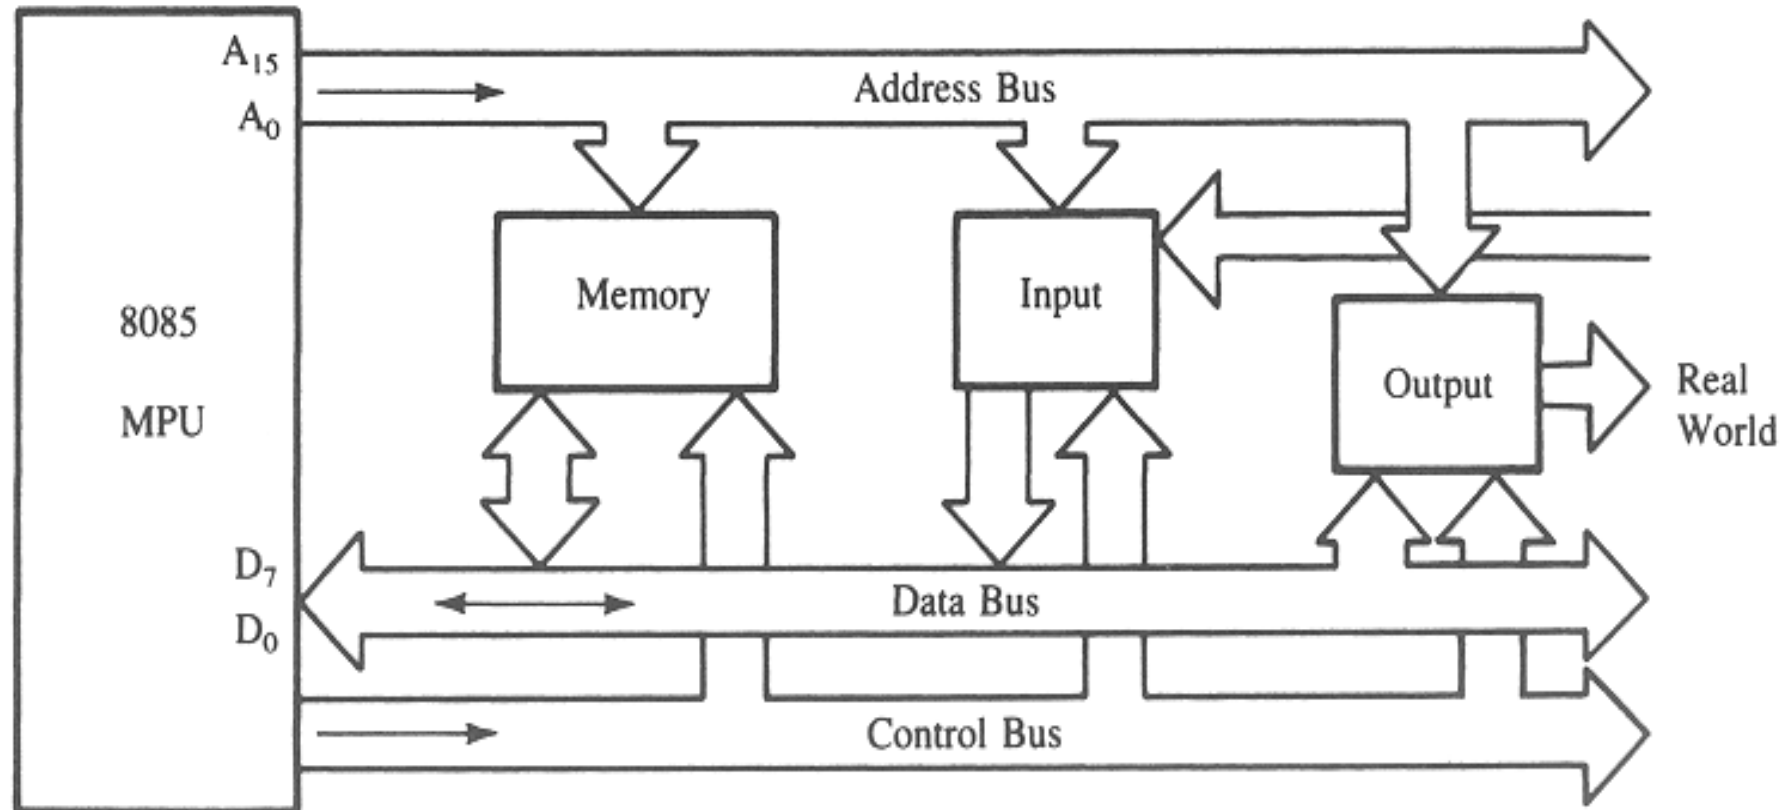 A15
A0
Address Bus
8085
MPU
Memory
Input
Output
Real
World
D7
D0
Data Bus
Control Bus